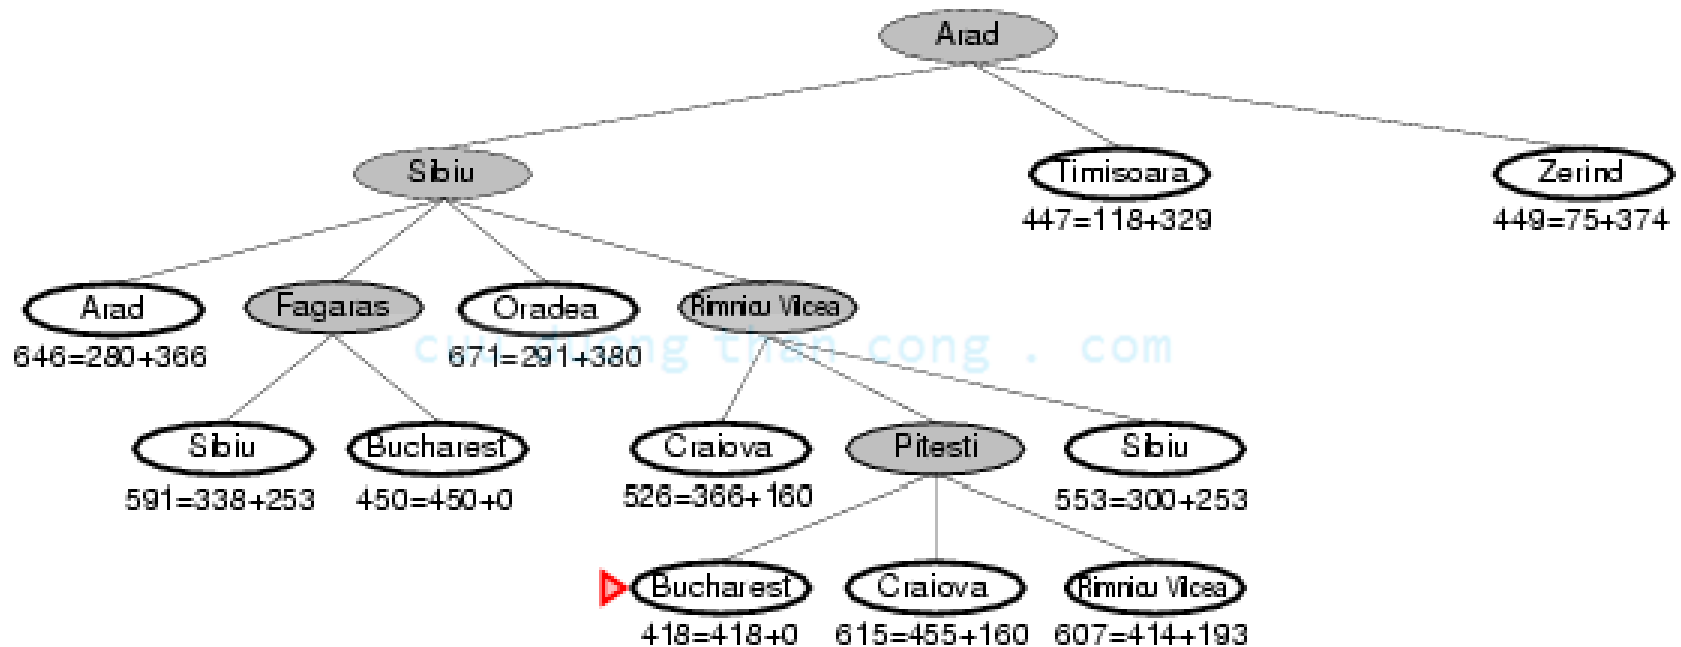 Arad
Sibiu Timisoara Zerind
447=118+329 449=75+374
Arad Fagaras Oradea Rimnicu Vilcea
646=280+366 671=291+380
cuu duong than cong . com
Sibiu Bucharest Craiova Pitesti Sibiu
591=338+253 450=450+0 526=366+160 553=300+253
Bucharest Craiova Rimnicu Vilcea
418=418+0 615=455+160 607=414+193